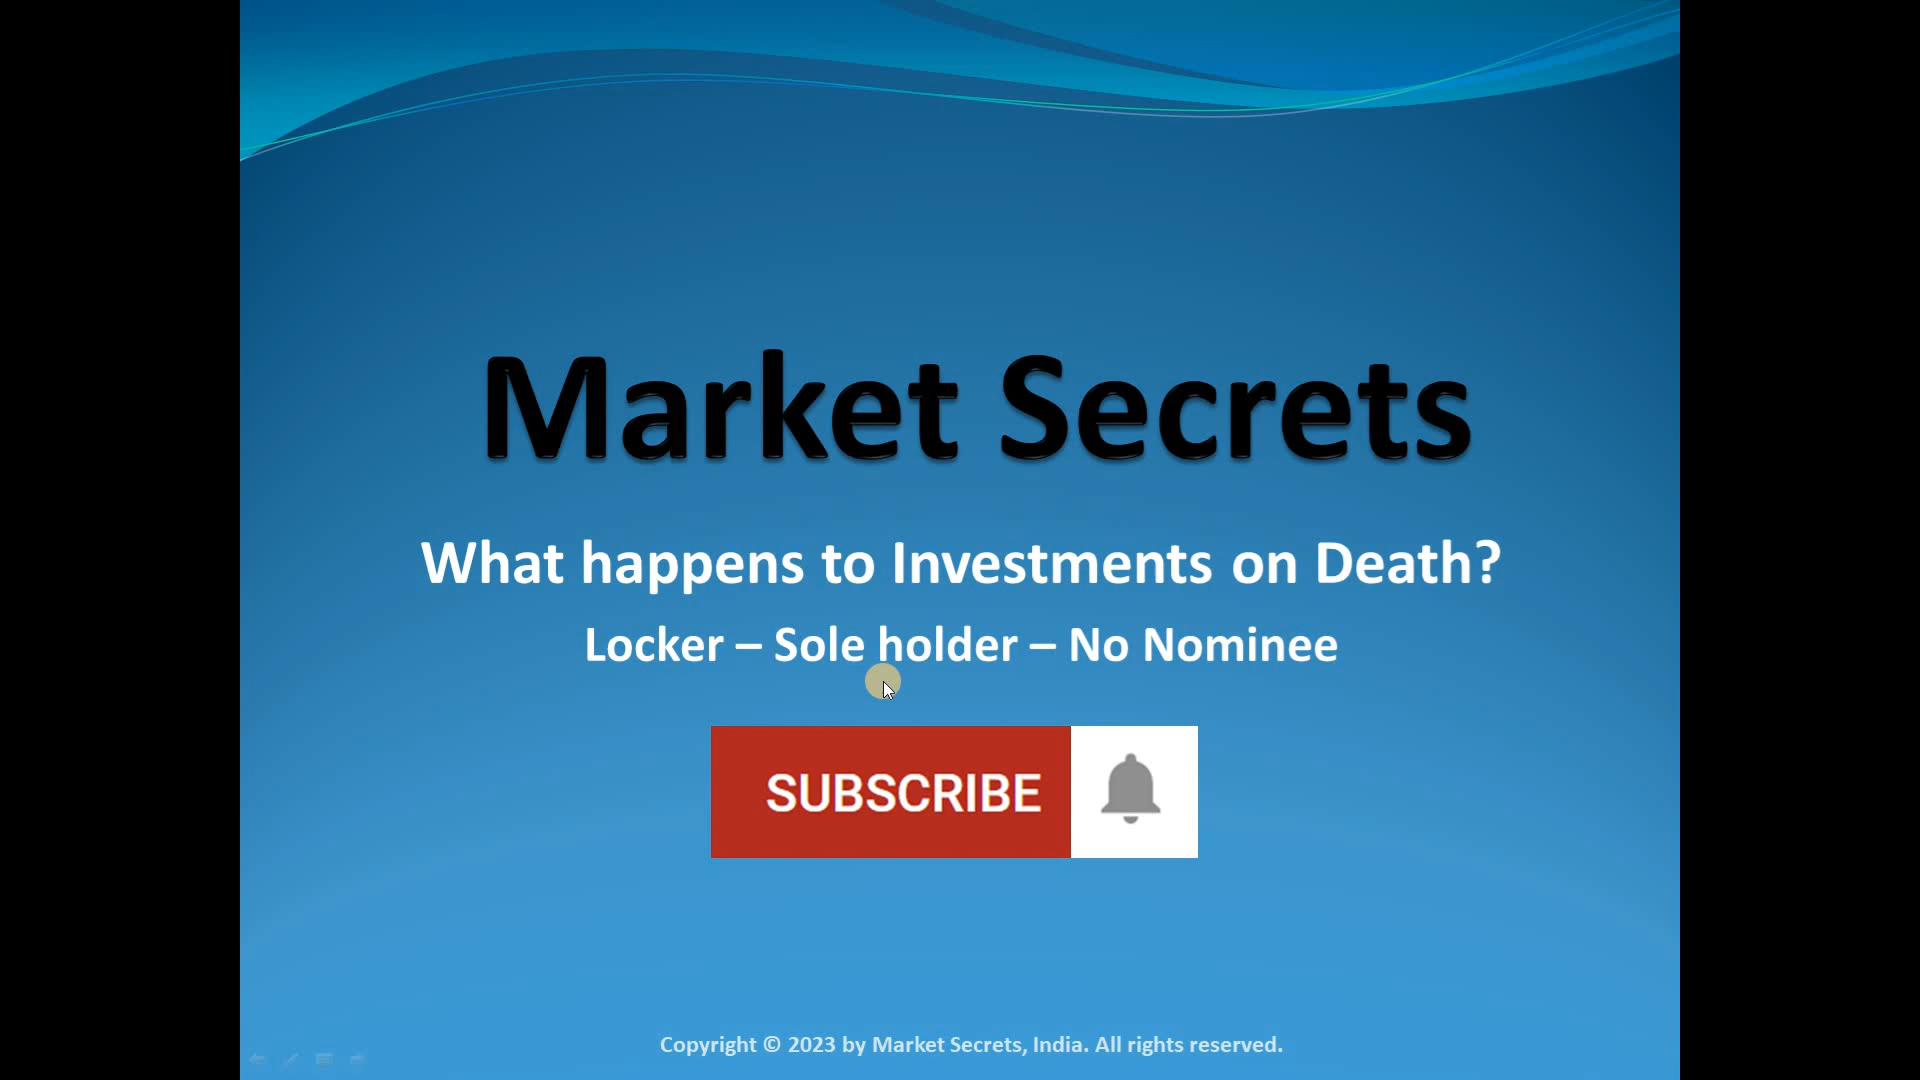 Market Secrets
What happens to Investments on Death?
Locker – Sole holder – No Nominee
SUBSCRIBE
Copyright © 2023 by Market Secrets, India. All rights reserved.